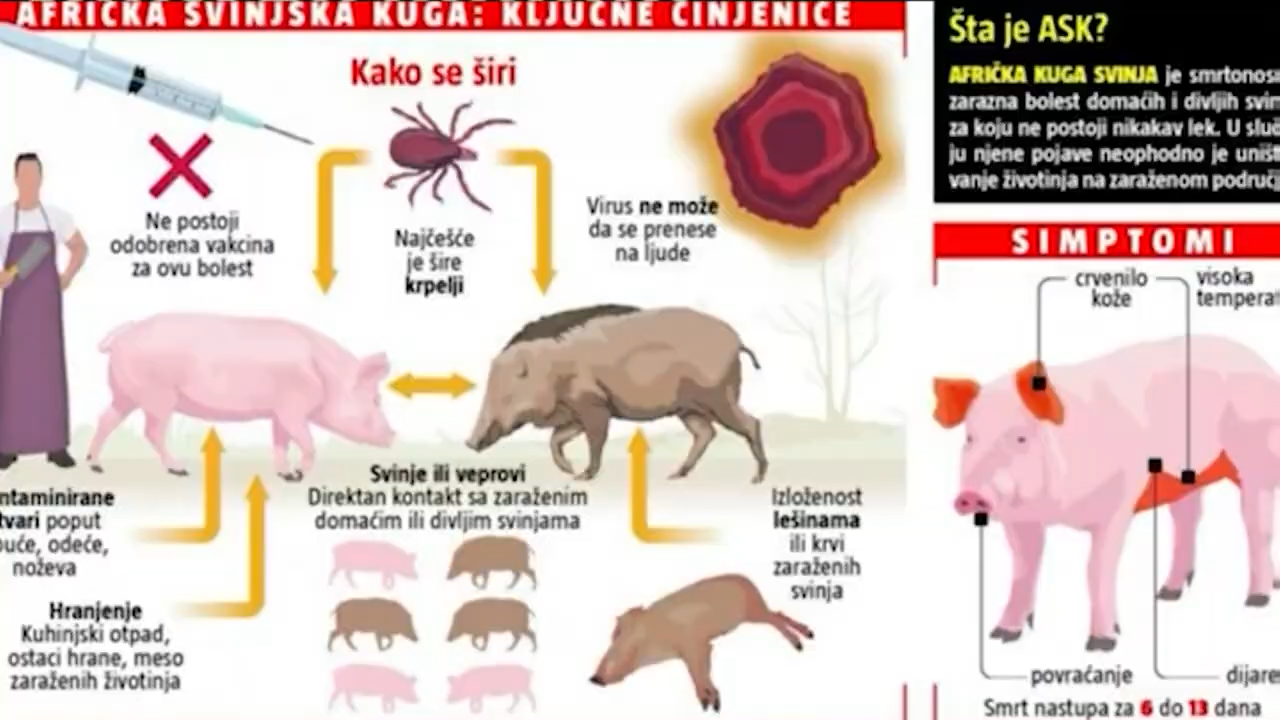 AFRIČKA SVINJSKA KUGA: KLJUČNE ČINJENICE
Kako se širi
Ne postoji
odobrena vakcina
za ovu bolest
Najčešće
je šire
krpelji
Virus ne može
da se prenese
na ljude
ntaminirane
tvari poput
uće, odeće,
noževa
Hranjenje
Kuhinjski otpad,
ostaci hrane, meso
zaraženih životinja
Svinje ili veprovi
Direktan kontakt sa zaraženim
domaćim ili divljim svinjama
Izloženost
lešinama
ili krvi
zaraženih
svinja
Šta je ASK?
AFRIČKA KUGA SVINJA je smrtonos
zarazna bolest domaćih i divljih svin
za koju ne postoji nikakav lek. U sluč
ju njene pojave neophodno je uništ
vanje životinja na zaraženom područj
SIMPTOMI
crvenilo
kože
visoka
temperat
povraćanje
dijare
Smrt nastupa za 6 do 13 dana